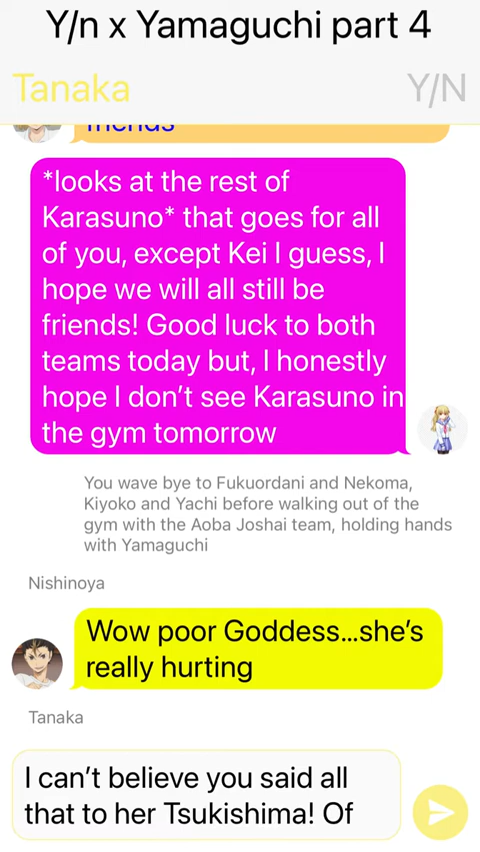 Y/n x Yamaguchi part 4
Tanaka
Y/N
friends
*looks at the rest of
Karasuno* that goes for all
of you, except Kei I guess, I
hope we will all still be
friends! Good luck to both
teams today but, I honestly
hope I don't see Karasuno in
the gym tomorrow
You wave bye to Fukuordani and Nekoma,
Kiyoko and Yachi before walking out of the
gym with the Aoba Joshai team, holding hands
with Yamaguchi
Nishinoya
Wow poor Goddess...she's
really hurting
Tanaka
I can't believe you said all
that to her Tsukishima! Of